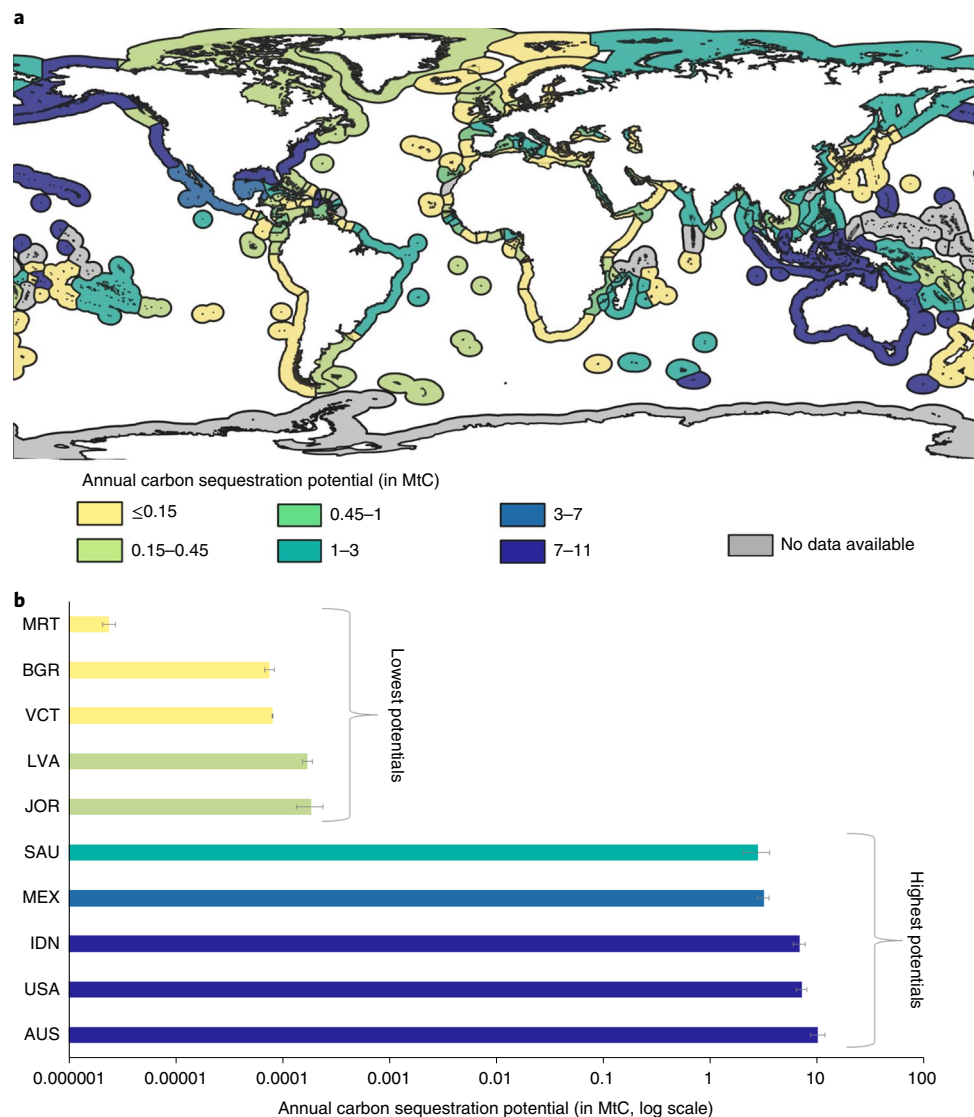 a
Annual carbon sequestration potential (in MtC)
≤0.15
0.45–1
3–7
0.15–0.45
1–3
7–11
No data available
b
MRT
BGR
VCT
LVA
JOR
SAU
MEX
IDN
USA
AUS
Lowest potentials
Highest potentials
0.000001 0.00001 0.0001 0.001 0.01 0.1 1 10 100
Annual carbon sequestration potential (in MtC, log scale)